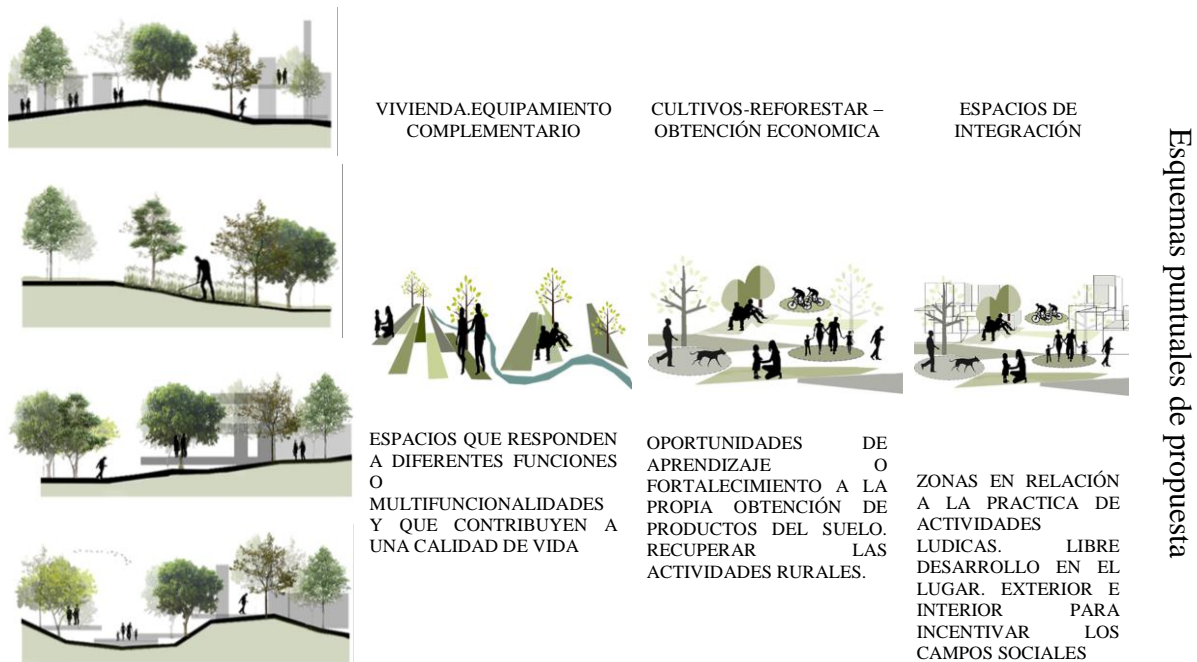 VIVIENDA.EQUIPAMIENTO
COMPLEMENTARIO
ESPACIOS QUE RESPONDEN
A DIFERENTES FUNCIONES
O
MULTIFUNCIONALIDADES
Y QUE CONTRIBUYEN A
UNA CALIDAD DE VIDA
CULTIVOS-REFORESTAR –
OBTENCIÓN ECONOMICA
OPORTUNIDADES DE
APRENDIZAJE O
FORTALECIMIENTO A LA
PROPIA OBTENCIÓN DE
PRODUCTOS DEL SUELO.
RECUPERAR LAS
ACTIVIDADES RURALES.
ESPACIOS DE
INTEGRACIÓN
ZONAS EN RELACIÓN
A LA PRACTICA DE
ACTIVIDADES
LUDICAS. LIBRE
DESARROLLO EN EL
LUGAR. EXTERIOR E
INTERIOR PARA
INCENTIVAR LOS
CAMPOS SOCIALES
Esquemas puntuales de propuesta